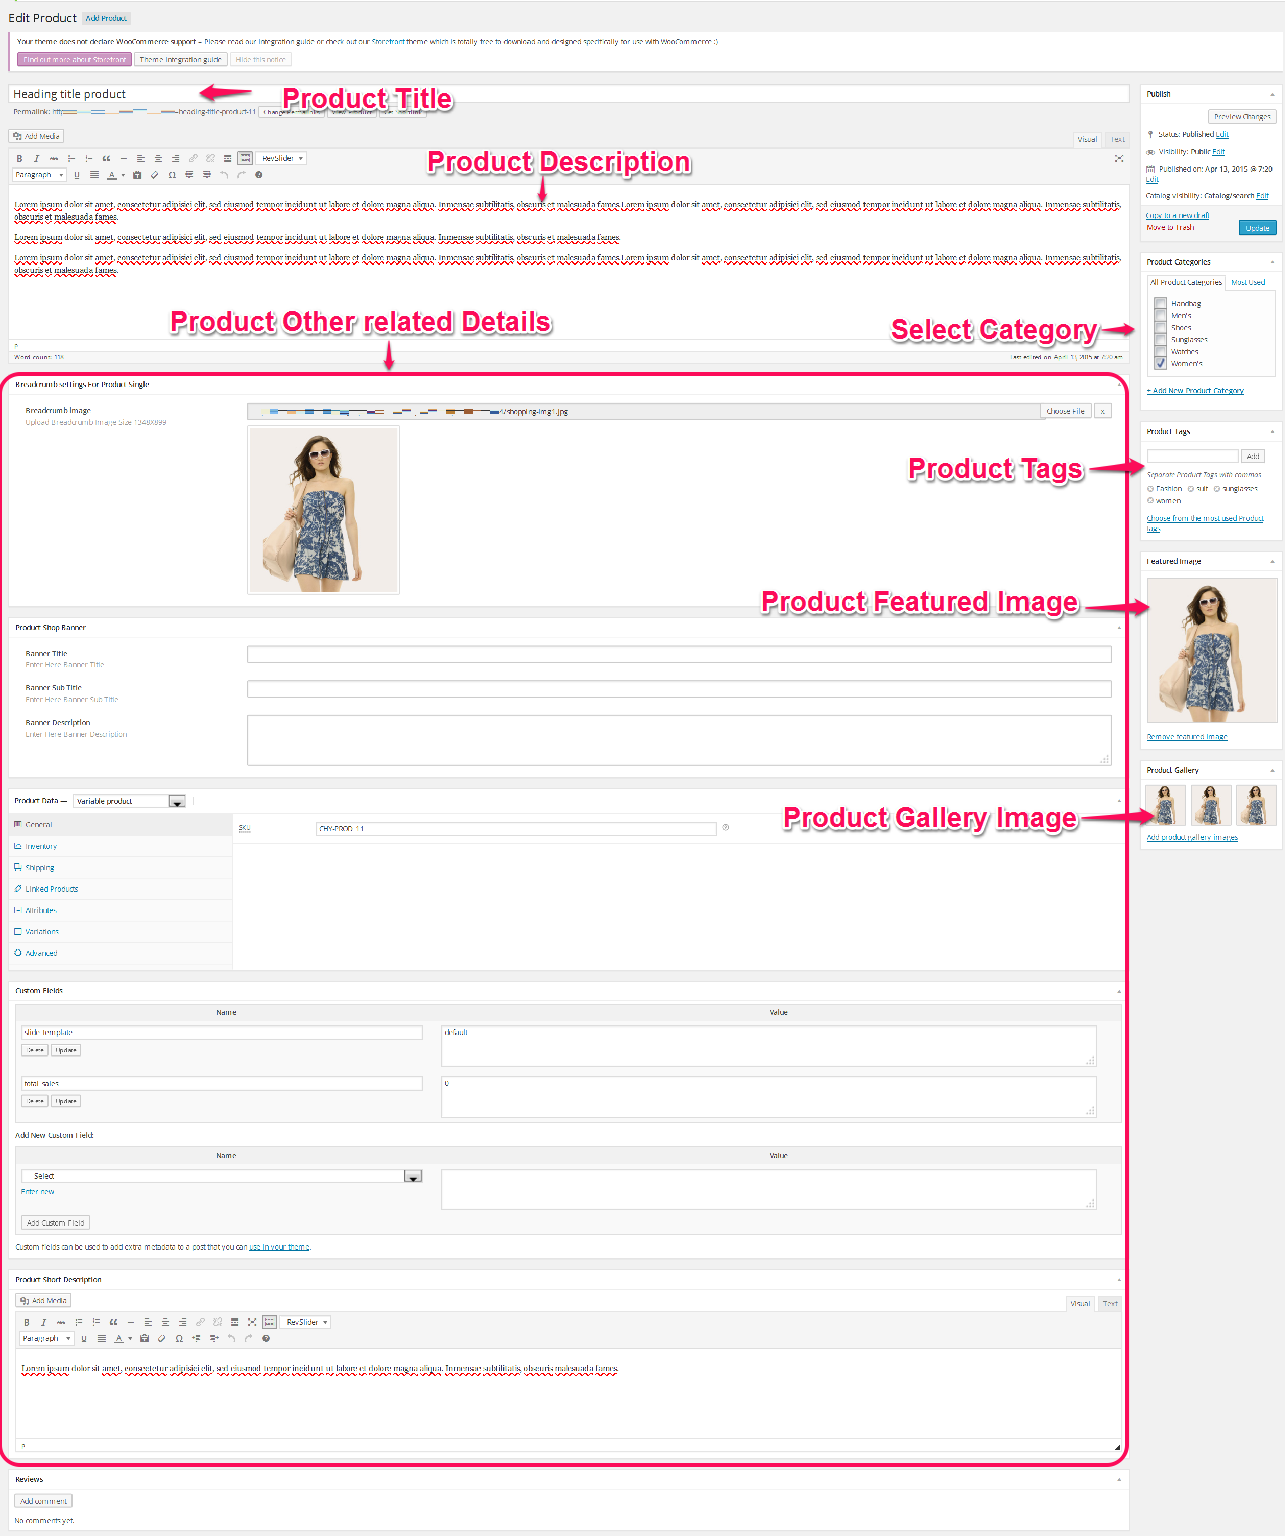 Edit Product Add Product
Your theme does not declare WooCommerce support – Please read our integration guide or check out our Storefront theme which is totally free to download and designed specifically for use with WooCommerce :)
Find out more about Storefront Theme integration guide Hide this notice
Heading title product
Product Title
Permalink: http
-heading-title-product-11
Add Media
Visual Text
RevSlider
Paragraph
Product Description
Lorem ipsum dolor sit amet, consectetur adipisici elit, sed eiusmod tempor incidunt ut labore et dolore magna aliqua. Inmensae subtilitatis, obscuris et malesuada fames.Lorem ipsum dolor sit amet, consectetur adipisici elit, sed eiusmod tempor incidunt ut labore et dolore magna aliqua. Inmensae subtilitatis,
obscuris et malesuada fames.
Lorem ipsum dolor sit amet, consectetur adipisici elit, sed eiusmod tempor incidunt ut labore et dolore magna aliqua. Inmensae subtilitatis, obscuris et malesuada fames.
Lorem ipsum dolor sit amet, consectetur adipisici elit, sed eiusmod tempor incidunt ut labore et dolore magna aliqua. Inmensae subtilitatis, obscuris et malesuada fames.Lorem ipsum dolor sit amet, consectetur adipisici elit, sed eiusmod tempor incidunt ut labore et dolore magna aliqua. Inmensae subtilitatis,
obscuris et malesuada fames.
Product Other related Details
p
Word count: 116
Last edited on April 13, 2015 at 7:20 am
Breadcrumb settings For Product Single
Breadcrumb Image
Upload Breadcrumb Image.Size 1348X899
4/shopping-img1.jpg
Choose File x
Product Shop Banner
Banner Title
Enter Here Banner Title
Banner Sub Title
Enter Here Banner Sub Title
Banner Description
Enter Here Banner Description
Product Data — Variable product
General
Inventory
Shipping
Linked Products
Attributes
Variations
Advanced
SKU CHY-PROD-11
Custom Fields
Name Value
slide_template default
Delete Update
total_sales 0
Delete Update
Add New Custom Field:
Name Value
Select
Enter new
Add Custom Field
Custom fields can be used to add extra metadata to a post that you can use in your theme.
Product Short Description
Add Media
Visual Text
RevSlider
Paragraph
Lorem ipsum dolor sit amet, consectetur adipisici elit, sed eiusmod tempor incidunt ut labore et dolore magna aliqua. Inmensae subtilitatis, obscuris malesuada fames.
p
Reviews
Add comment
No comments yet.
Publish
Preview Changes
Status: Published Edit
Visibility: Public Edit
Published on: Apr 13, 2015 @ 7:20
Edit
Catalog visibility: Catalog/search Edit
Copy to a new draft
Move to Trash
Update
Product Categories
All Product Categories Most Used
Handbag
Men's
Shoes
Sunglasses
Watches
Women's
+ Add New Product Category
Select Category
Product Tags
Add
Separate Product Tags with commas
Fashion suit sunglasses
women
Choose from the most used Product
tags
Product Tags
Featured Image
Product Featured Image
Remove featured image
Product Gallery
Product Gallery Image
Add product gallery images